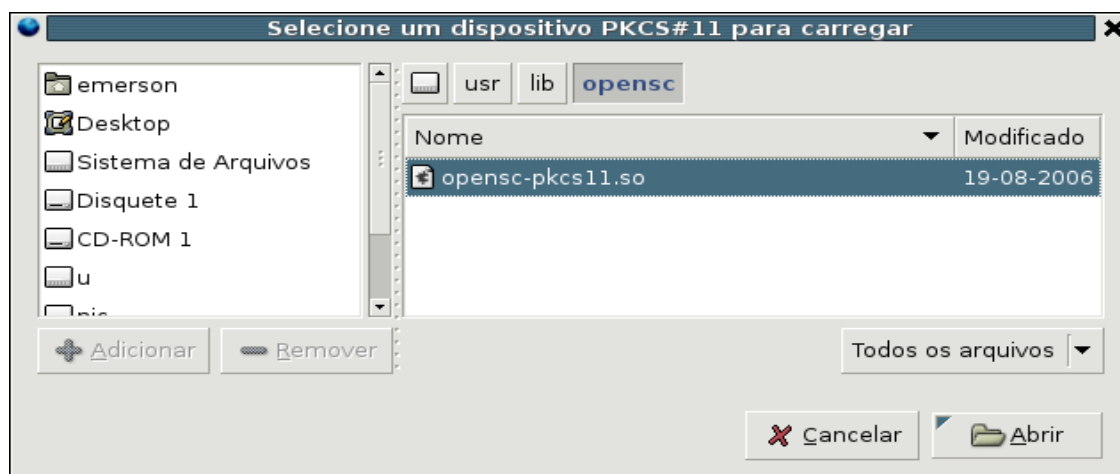 Selecione um dispositivo PKCS#11 para carregar
emerson
Desktop
Sistema de Arquivos
Disquete 1
CD-ROM 1
u
usr lib opensc
Nome Modificado
opensc-pkcs11.so 19-08-2006
Adicionar Remover
Todos os arquivos
Cancelar Abrir